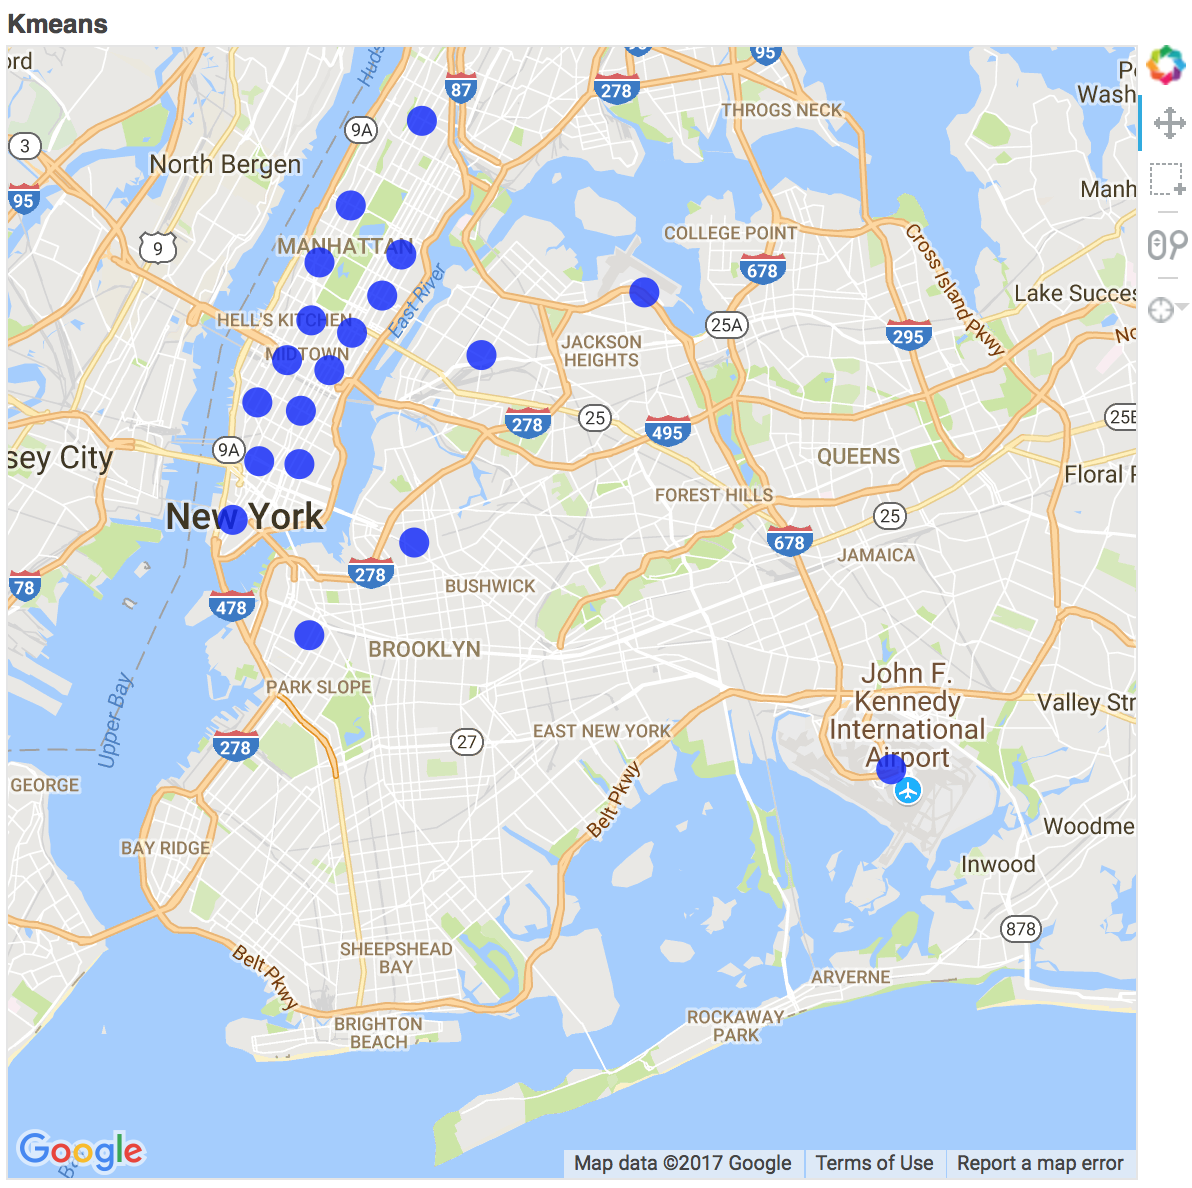 Kmeans
ord
Huds
87
278
95
P
Wash
THROGS NECK
9A
3
North Bergen
95
Manh
9
MANHATTAN
COLLEGE POINT
678
Cross Island Pkwy
East River
Lake Succes
HELL'S KITCHEN
25A
295
No
MIDTOWN
JACKSON
HEIGHTS
278
25
495
25B
9A
sey City
QUEENS
Floral P
FOREST HILLS
New York
25
678
JAMAICA
278
78
BUSHWICK
478
BROOKLYN
John F.
Kennedy
International
Airport
PARK SLOPE
Valley Str
Upper Bay
EAST NEW YORK
27
278
GEORGE
Belt Pkwy
BAY RIDGE
Woodme
Inwood
878
SHEEPSHEAD
BAY
Belt Pkwy
ARVERNE
ROCKAWAY
PARK
BRIGHTON
BEACH
Google
Map data ©2017 Google
Terms of Use
Report a map error